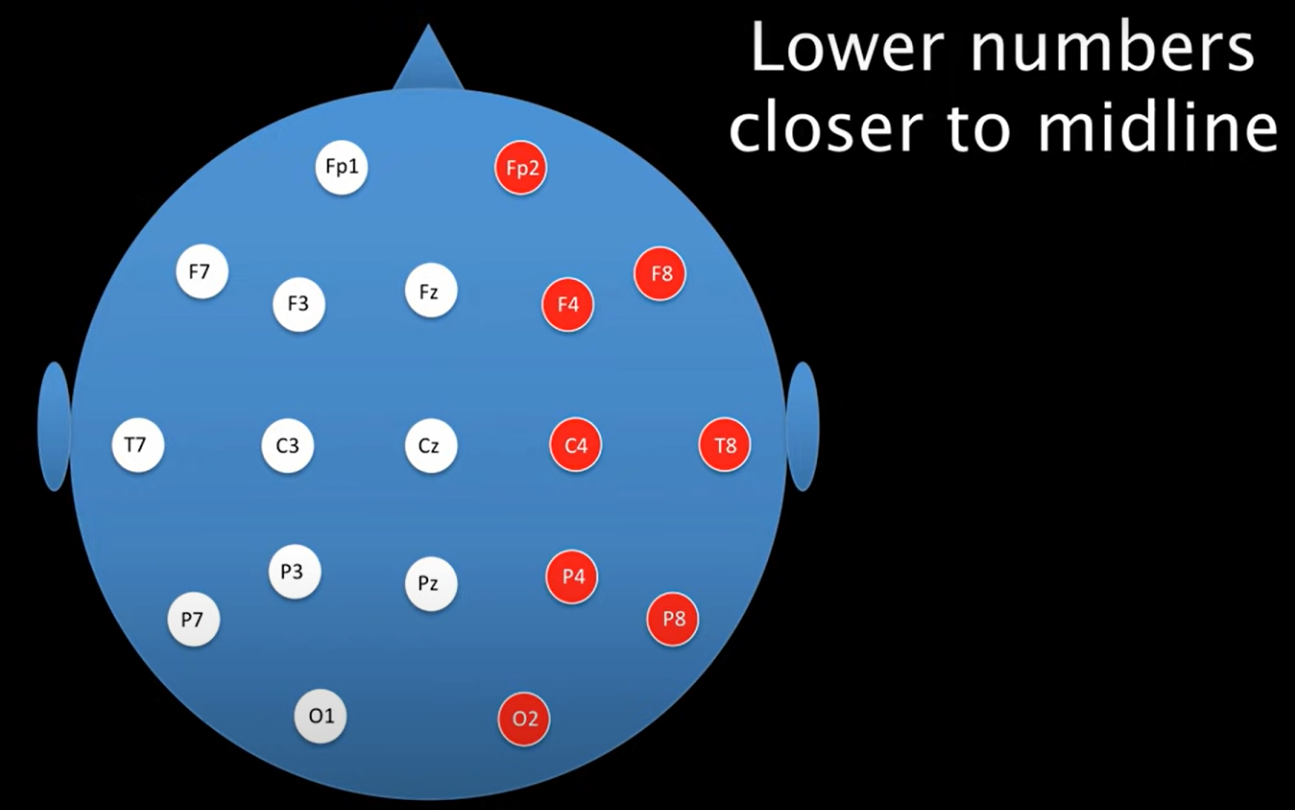 Lower numbers
closer to midline
Fp1 Fp2
F7 F3 Fz F4 F8
T7 C3 Cz C4 T8
P7 P3 Pz P4 P8
O1 O2